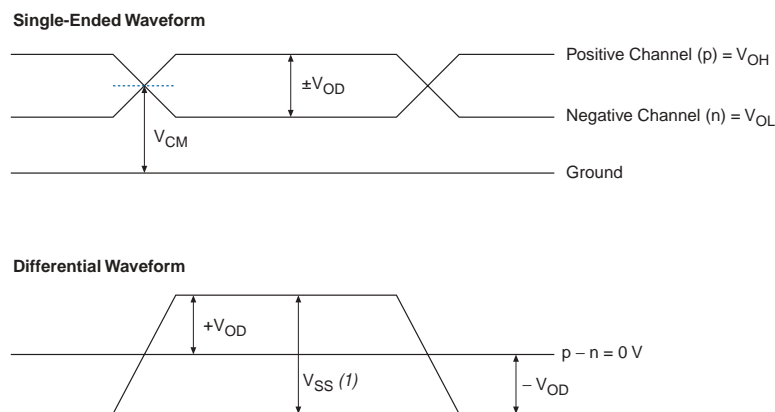 Single-Ended Waveform
Positive Channel (p) = VOH
±VOD
Negative Channel (n) = VOL
VCM
Ground
Differential Waveform
+VOD
p − n = 0 V
VSS (1)
− VOD